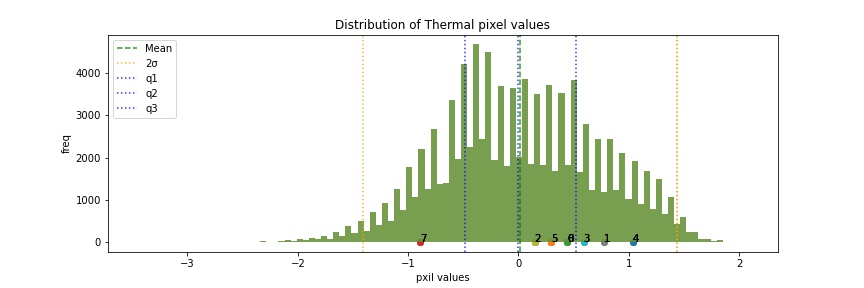 Distribution of Thermal pixel values
Mean
2σ
q1
q2
q3
freq
4000
3000
2000
1000
0
7 2 5 3 1 4
−3 −2 −1 0 1 2
pxil values